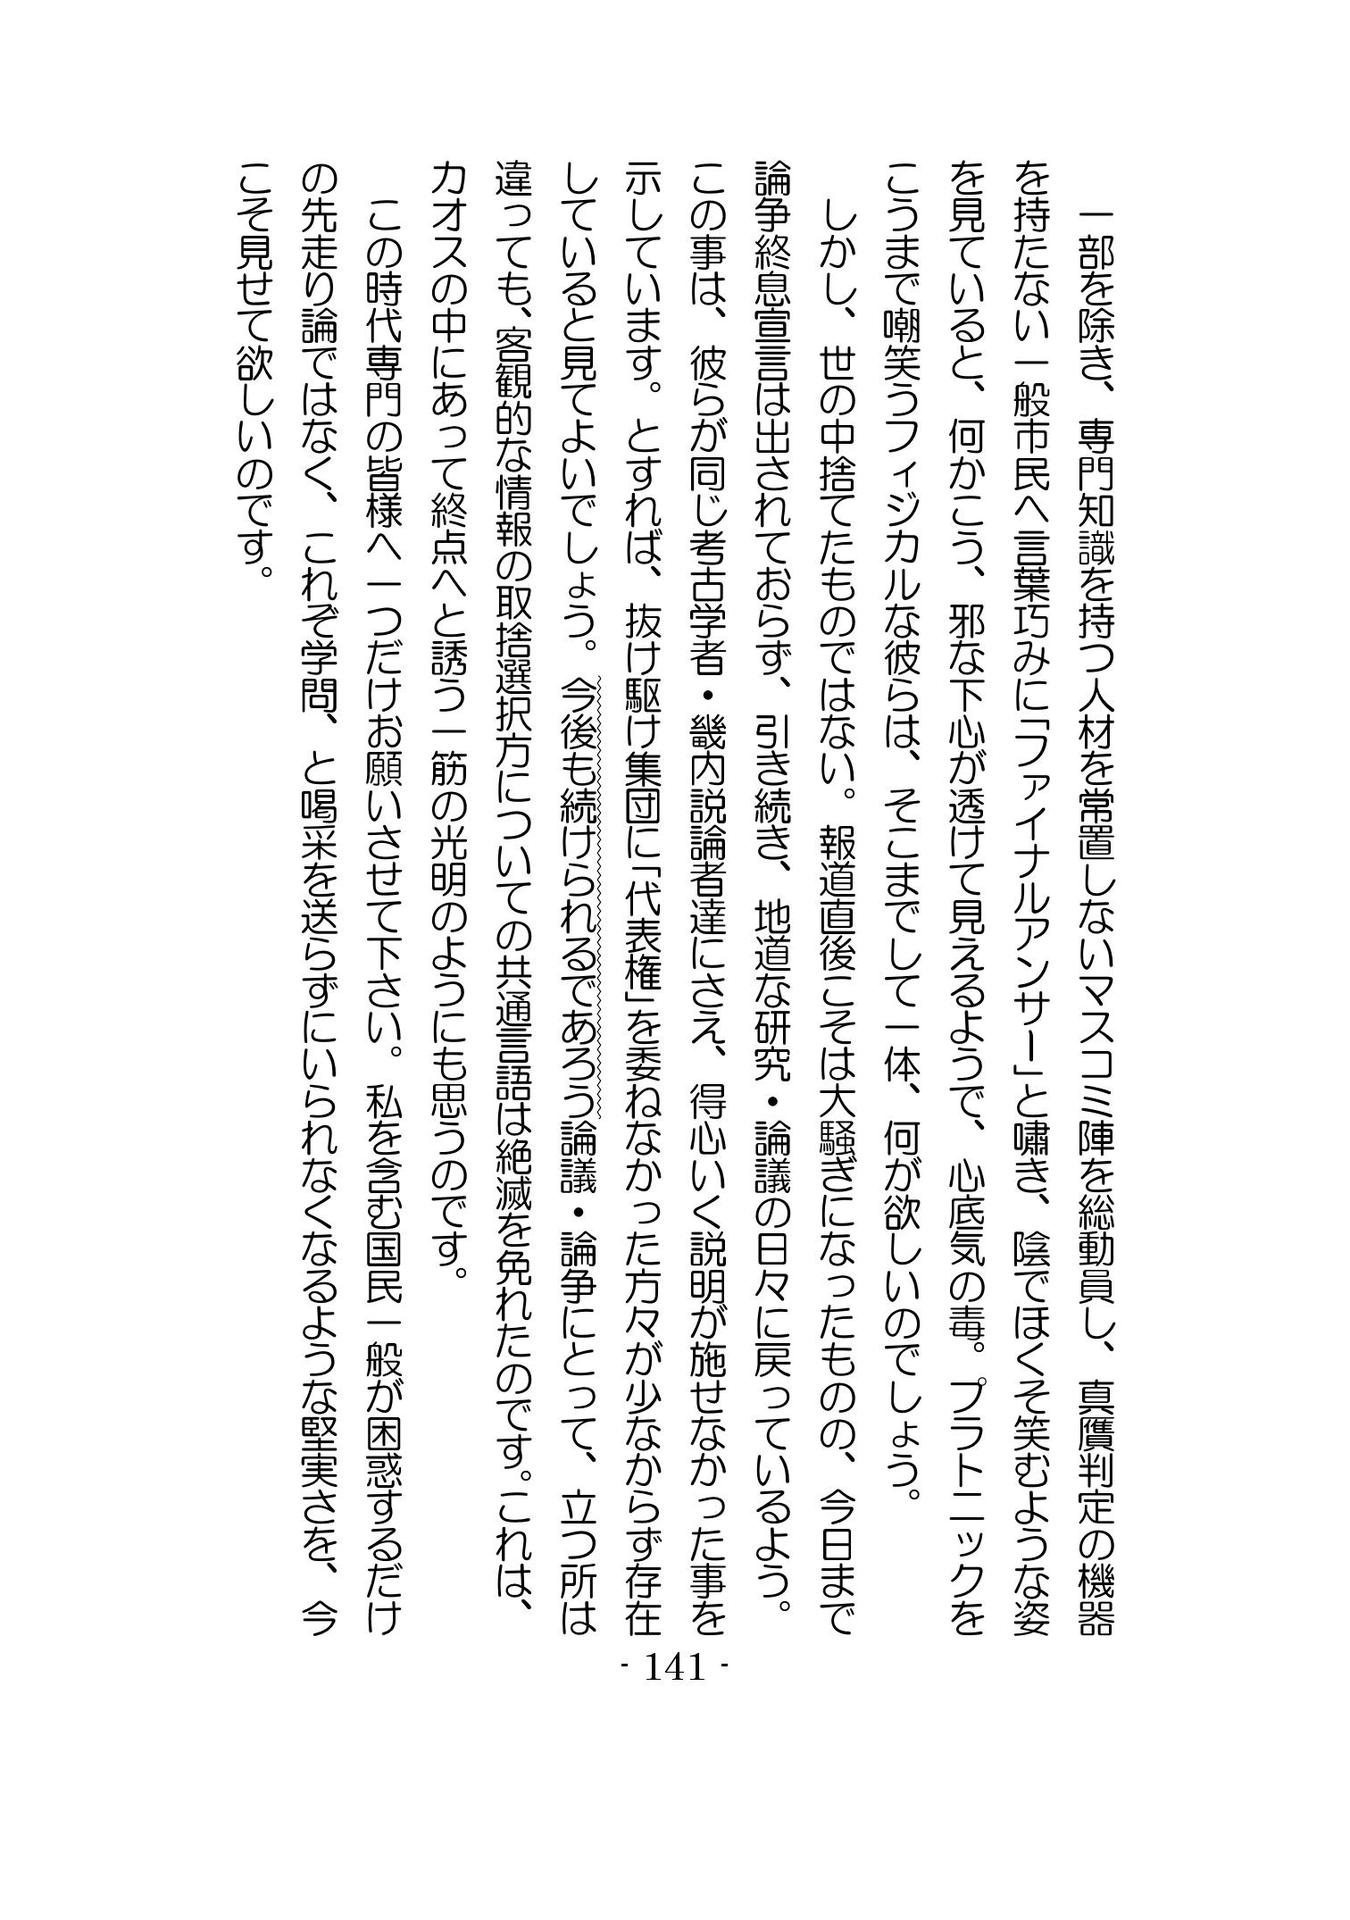 一部を除き、専門知識を持つ人材を常置しないマスコミ陣を総動員し、真贋判定の機器
を持たない一般市民へ言葉巧みに「ファイナルアンサー」と嘯き、陰でほくそ笑むような姿
を見ていると、何かこう、邪な下心が透けて見えるようで、心底気の毒。プラトニックを
こうまで嘲笑うフィジカルな彼らは、そこまでして一体、何が欲しいのでしょう。
　しかし、世の中捨てたものではない。報道直後こそは大騒ぎになったものの、今日まで
論争終息宣言は出されておらず、引き続き、地道な研究・論議の日々に戻っているよう。
この事は、彼らが同じ考古学者・畿内説論者達にさえ、得心いく説明が施せなかった事を
示しています。とすれば、抜け駆け集団に「代表権」を委ねなかった方々が少なからず存在
していると見てよいでしょう。今後も続けられるであろう論議・論争にとって、立つ所は
違っても、客観的な情報の取捨選択方についての共通言語は絶滅を免れたのです。これは、
カオスの中にあって終点へと誘う一筋の光明のようにも思うのです。
　この時代専門の皆様へ一つだけお願いさせて下さい。私を含む国民一般が困惑するだけ
の先走り論ではなく、これぞ学問、と喝采を送らずにいられなくなるような堅実さを、今
こそ見せて欲しいのです。
- 141 -